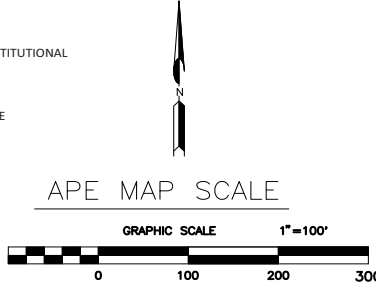 TITUTIONAL
E
N
APE MAP SCALE
GRAPHIC SCALE 1"=100'
0 100 200 300